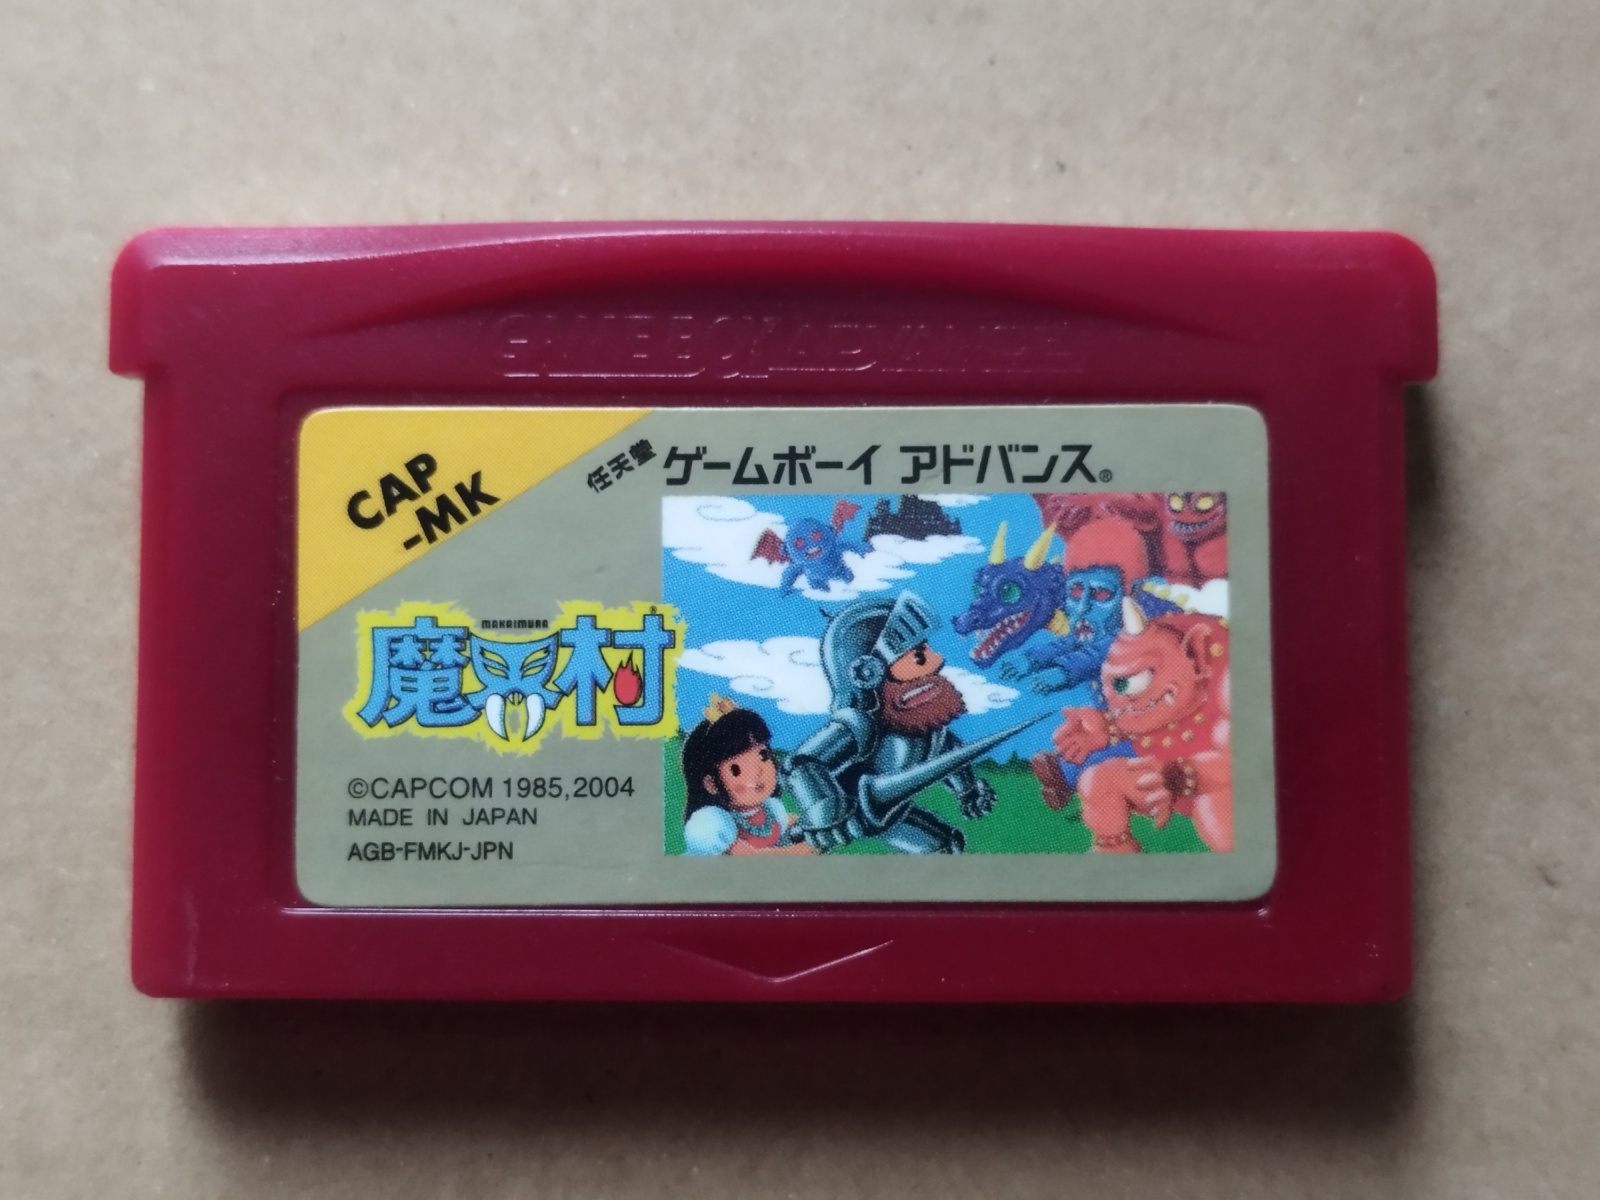 GAME BOY ADVANCE
CAP
-MK
任天堂 ゲームボーイ アドバンス®
MAKAIMURA ®
魔界村
©CAPCOM 1985,2004
MADE IN JAPAN
AGB-FMKJ-JPN